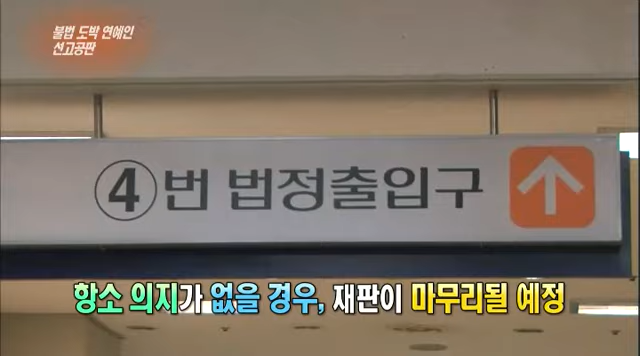 불법 도박 연예인
선고공판
④번 법정출입구
항소 의지가 없을 경우, 재판이 마무리될 예정